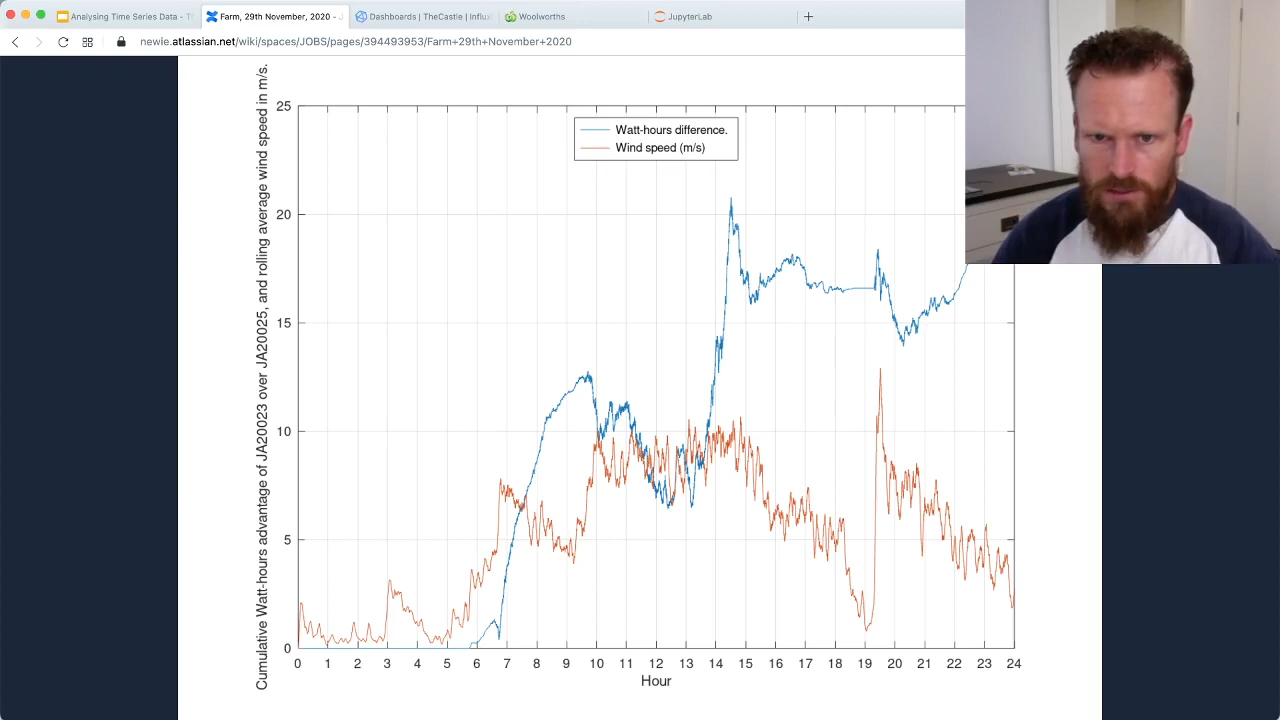 Analysing Time Series Data - T
Farm, 29th November, 2020 - J
Dashboards | TheCastle | Influx
Woolworths
JupyterLab
newie.atlassian.net/wiki/spaces/JOBS/pages/394493953/Farm+29th+November+2020
Cumulative Watt-hours advantage of JA20023 over JA20025, and rolling average wind speed in m/s.
25
20
15
10
5
0
Watt-hours difference.
Wind speed (m/s)
0 1 2 3 4 5 6 7 8 9 10 11 12 13 14 15 16 17 18 19 20 21 22 23 24
Hour